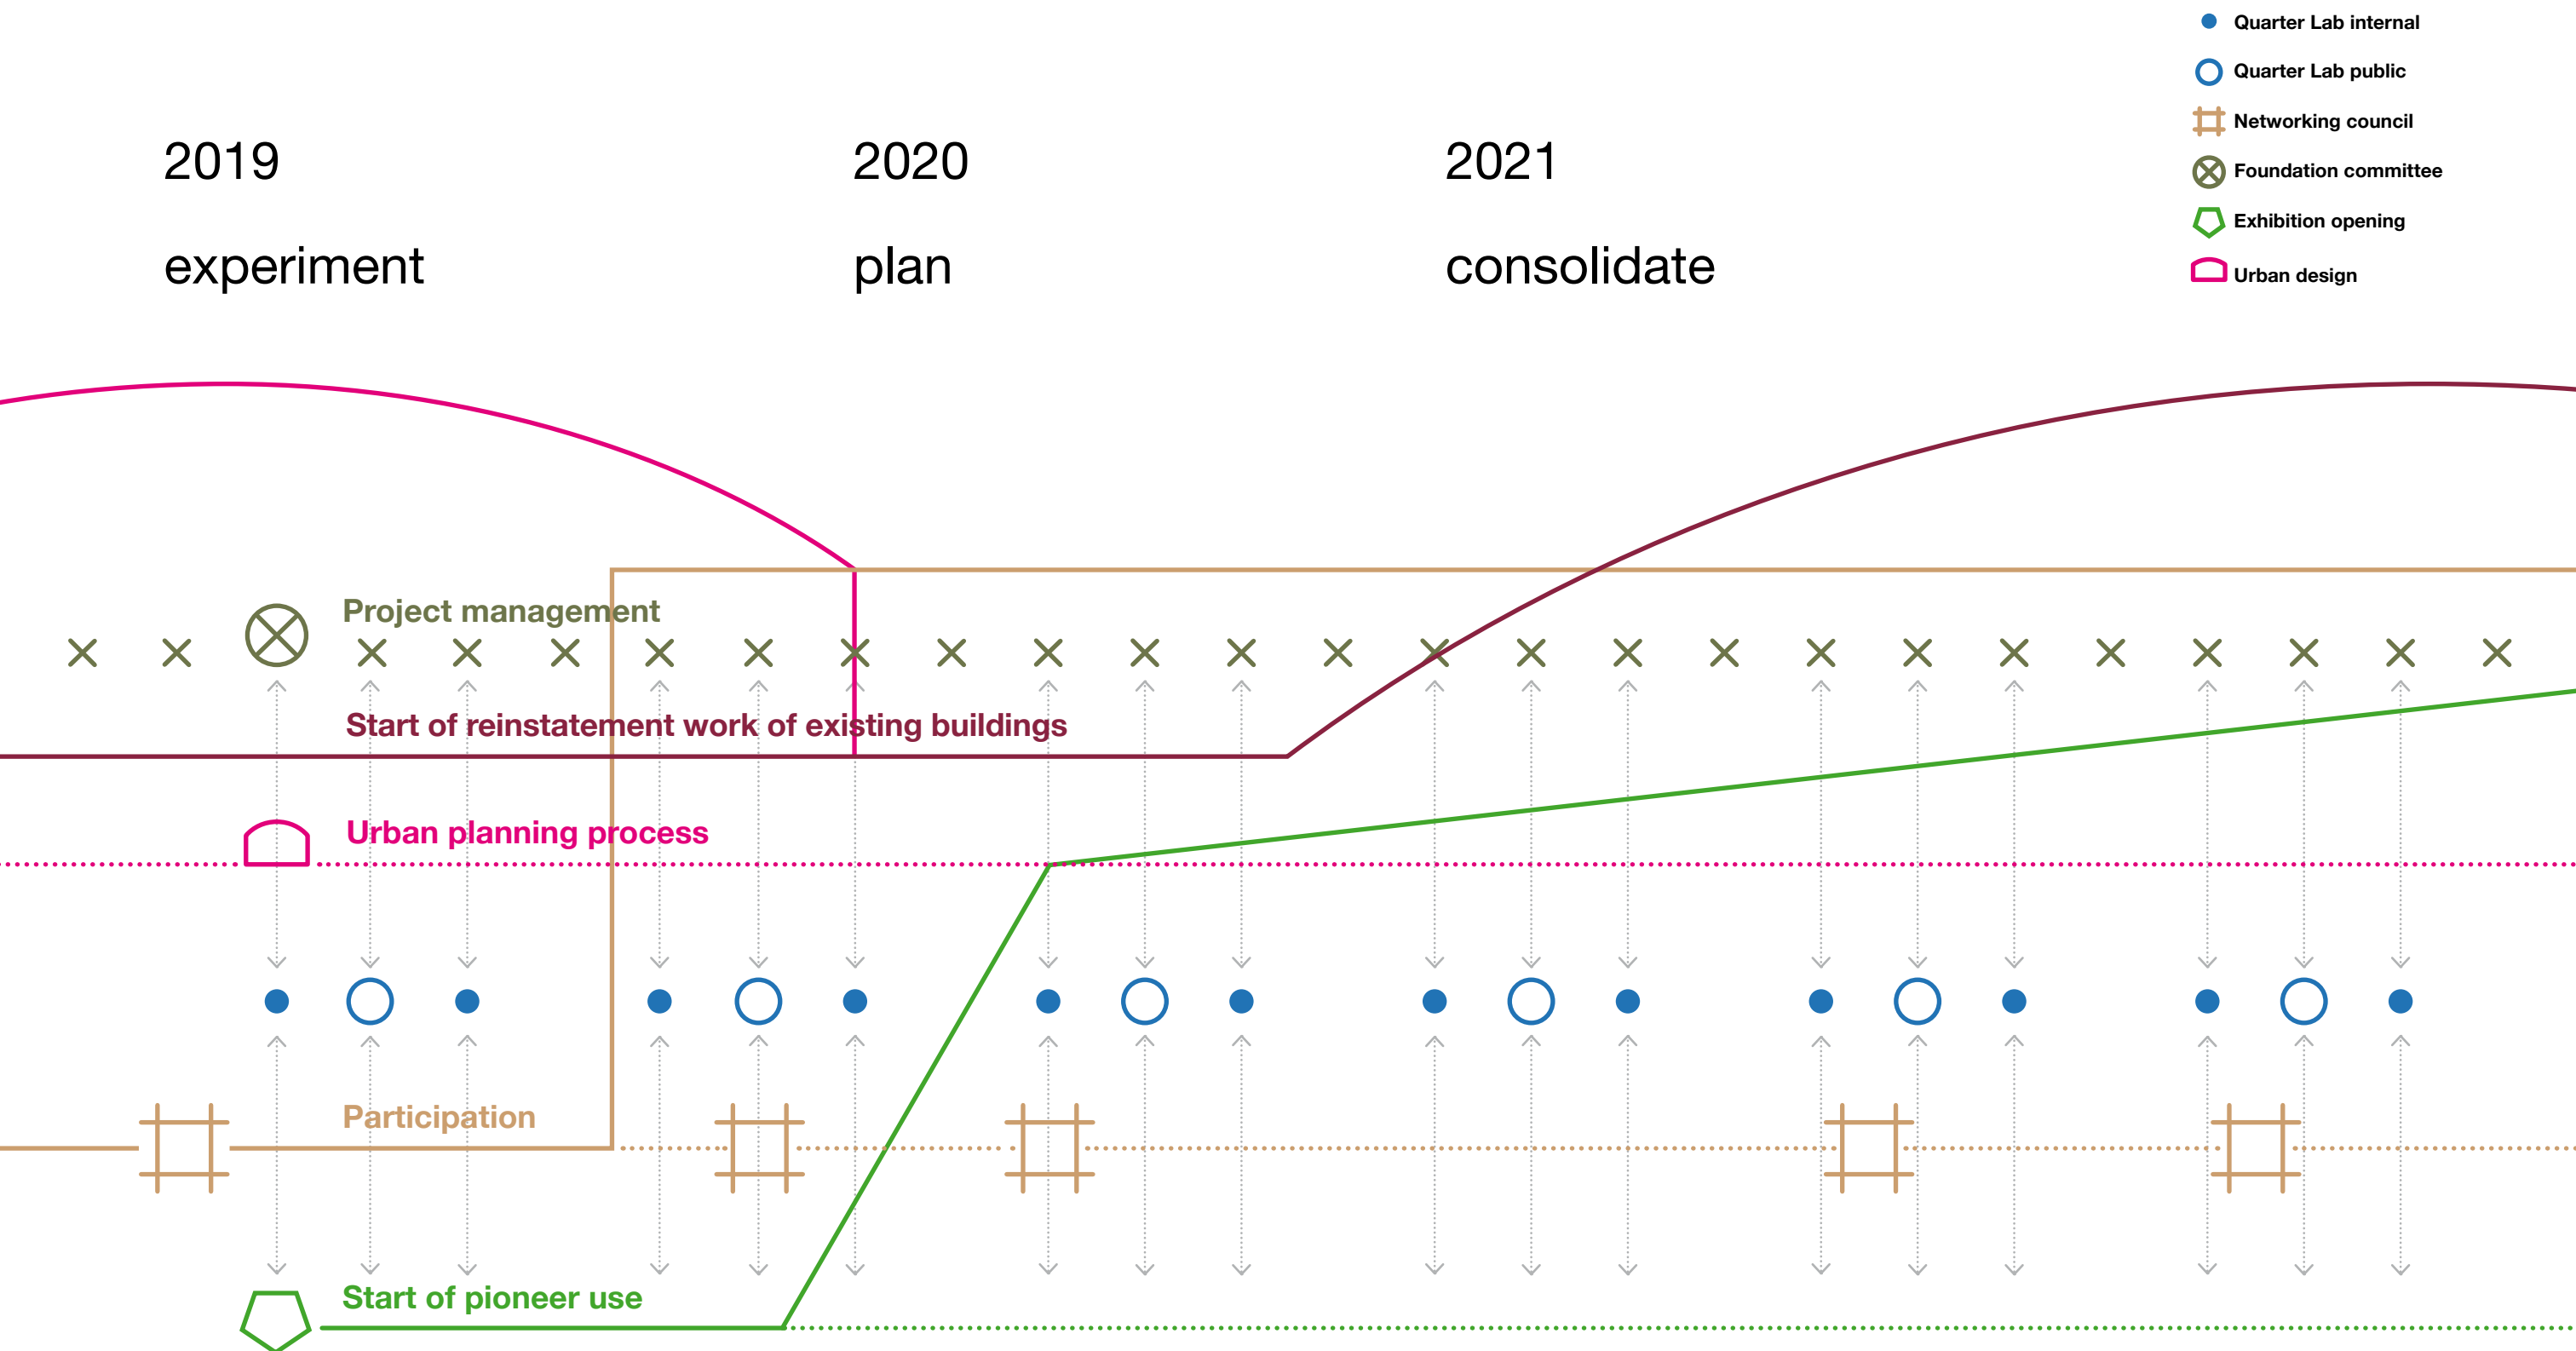 Quarter Lab internal
Quarter Lab public
Networking council
Foundation committee
Exhibition opening
Urban design
2019
2020
2021
experiment
plan
consolidate
Project management
Start of reinstatement work of existing buildings
Urban planning process
Participation
Start of pioneer use